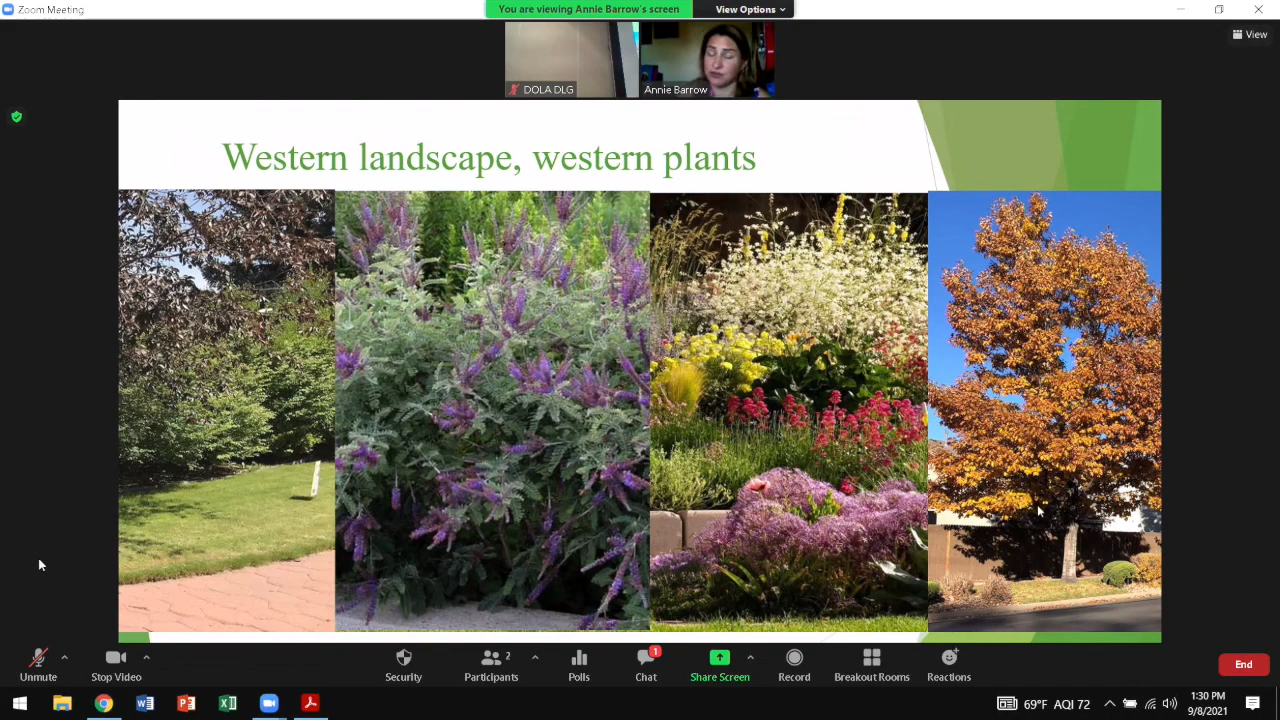 Zoom Meeting
You are viewing Annie Barrow's screen
View Options
View
DOLA DLG
Annie Barrow
Western landscape, western plants
Unmute
Stop Video
Security
2
Participants
Polls
1
Chat
Share Screen
Record
Breakout Rooms
Reactions
End
69°F AQI 72
1:30 PM
9/8/2021